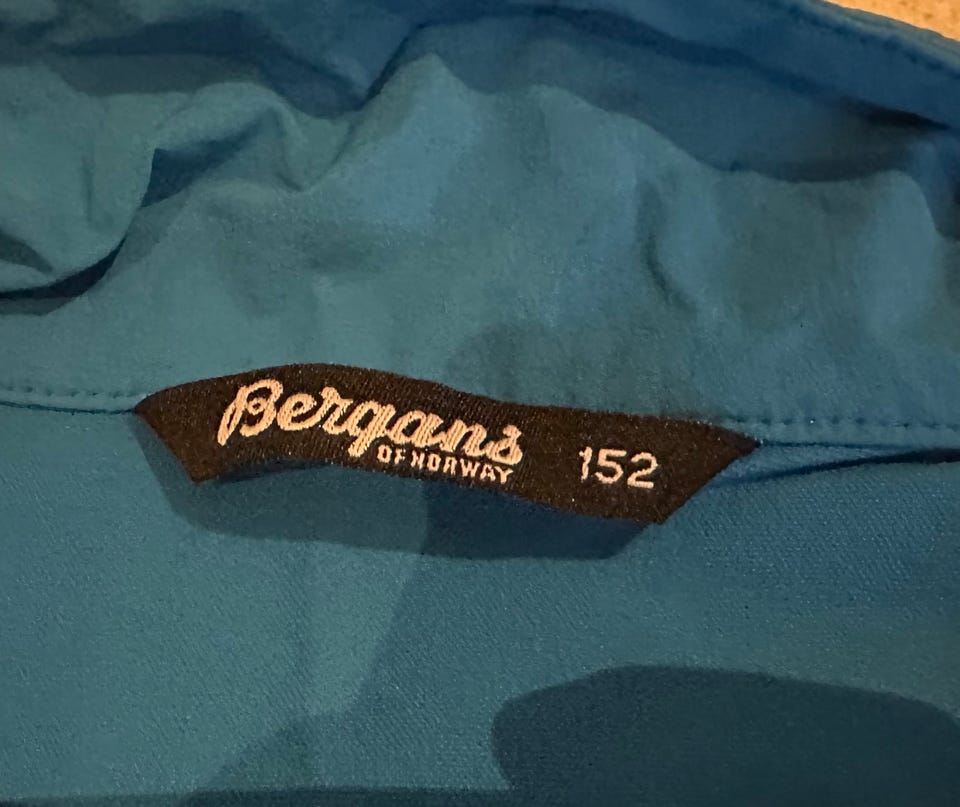 Bergans
OF NORWAY
152